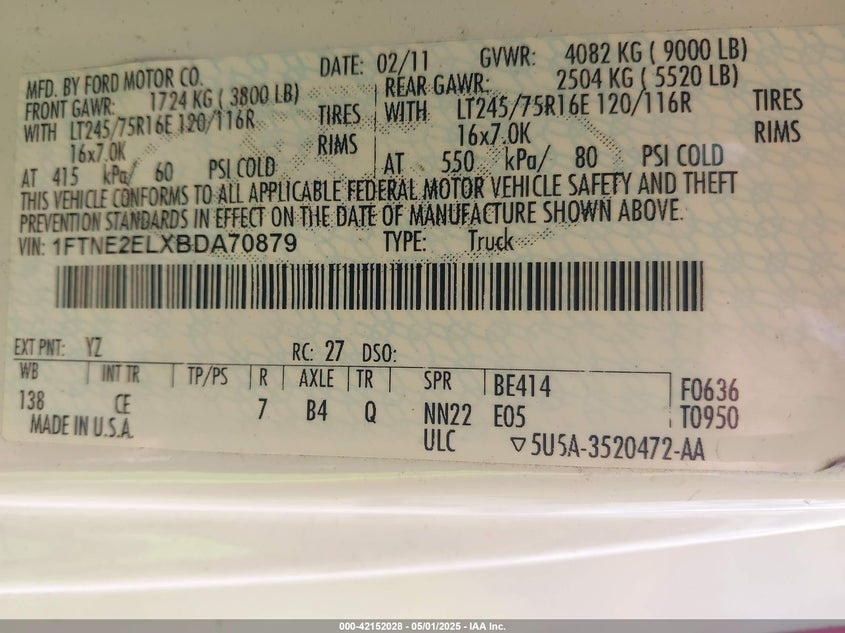 MFD. BY FORD MOTOR CO. DATE: 02/11 GVWR: 4082 KG ( 9000 LB)
FRONT GAWR: 1724 KG ( 3800 LB) REAR GAWR: 2504 KG ( 5520 LB)
WITH LT245/75R16E 120/116R TIRES WITH LT245/75R16E 120/116R TIRES
16x7.0K RIMS 16x7.0K RIMS
AT 415 kPa/ 60 PSI COLD AT 550 kPa/ 80 PSI COLD
THIS VEHICLE CONFORMS TO ALL APPLICABLE FEDERAL MOTOR VEHICLE SAFETY AND THEFT
PREVENTION STANDARDS IN EFFECT ON THE DATE OF MANUFACTURE SHOWN ABOVE.
VIN: 1FTNE2ELXBDA70879 TYPE: Truck
EXT PNT: YZ RC: 27 DSO:
WB INT TR TP/PS R AXLE TR SPR BE414 F0636
138 CE 7 B4 Q NN22 E05 T0950
MADE IN U.S.A. ULC ▽5U5A-3520472-AA
000-42152028 - 05/01/2025 - IAA Inc.